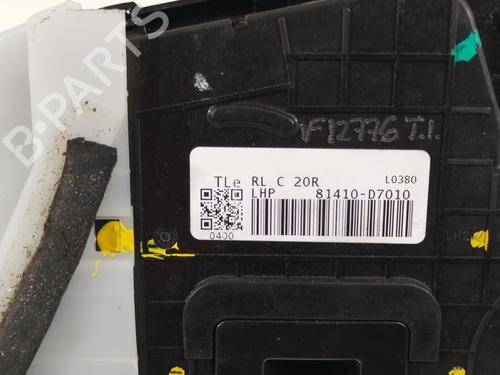 B-PARTS
VF12776 T.I.
TLe RL C 20R L0380
LHP 81410-D7010
0400